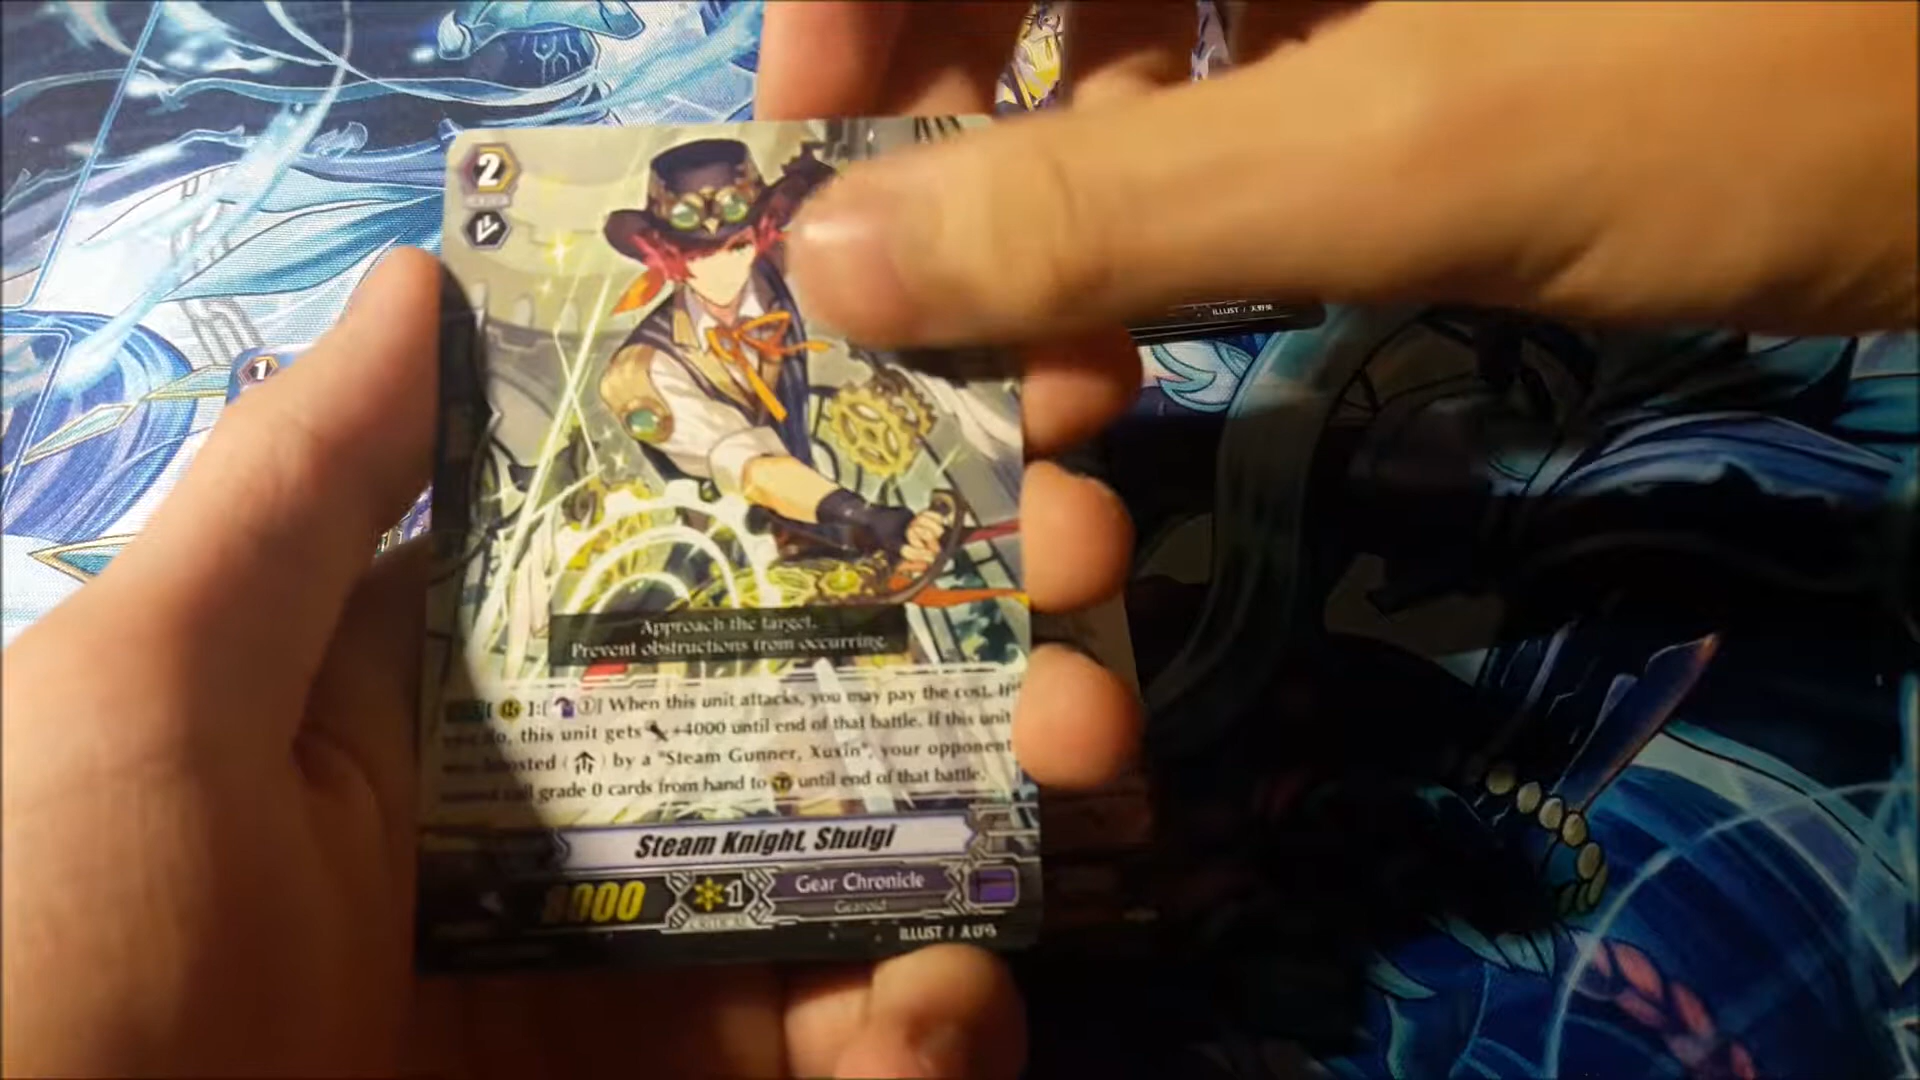 2
1
ILLUST /
Approach the target.
Prevent obstructions from occurring.
]:[ ①] When this unit attacks, you may pay the cost. If
do, this unit gets +4000 until end of that battle. If this unit
boosted ( ) by a "Steam Gunner, Xuxin", your opponent
call grade 0 cards from hand to until end of that battle.
Steam Knight, Shulgi
8000
1
Gear Chronicle
Gearoid
ILLUST /